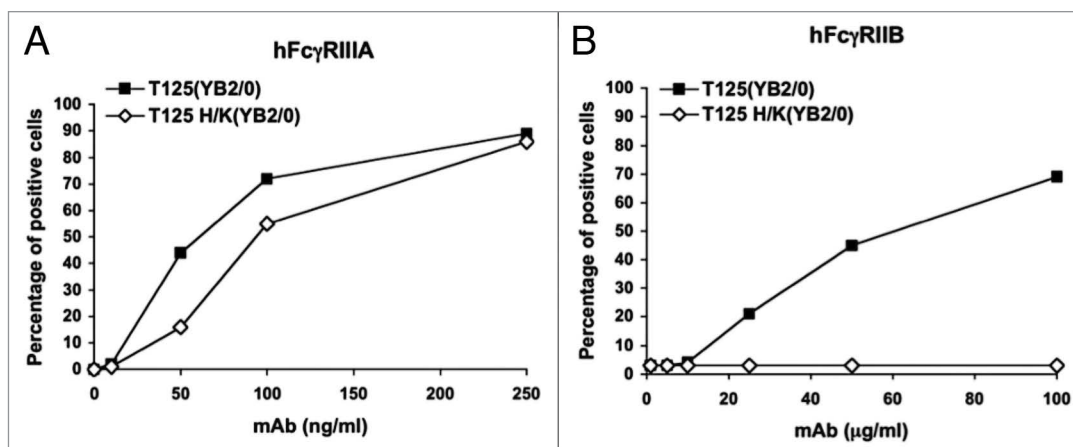 A
hFcγRIIIA
T125(YB2/0)
T125 H/K(YB2/0)
Percentage of positive cells
100
90
80
70
60
50
40
30
20
10
0
0 50 100 150 200 250
mAb (ng/ml)
B
hFcγRIIB
T125(YB2/0)
T125 H/K(YB2/0)
Percentage of positive cells
100
90
80
70
60
50
40
30
20
10
0
0 20 40 60 80 100
mAb (μg/ml)